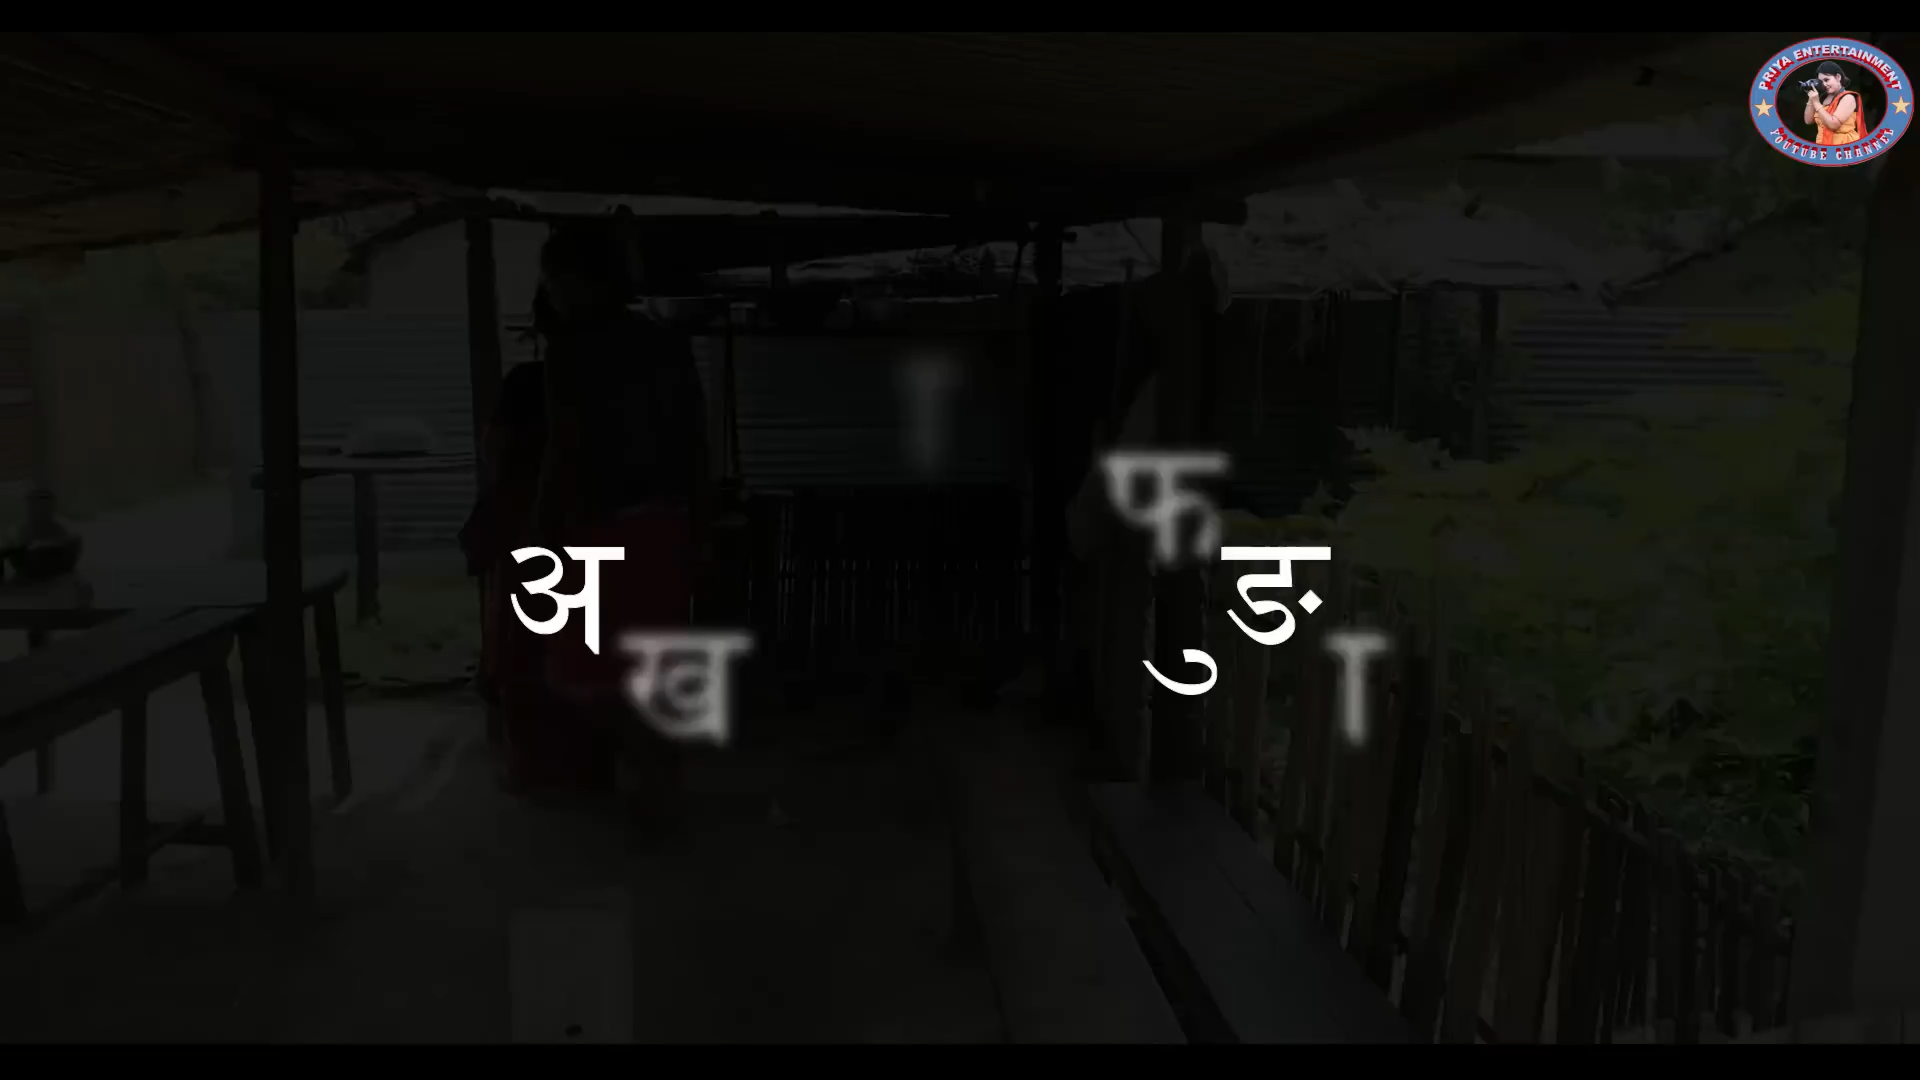 PRIYA ENTERTAINMENT
YOUTUBE CHANNEL
अ ख ा फ ु ङ ा